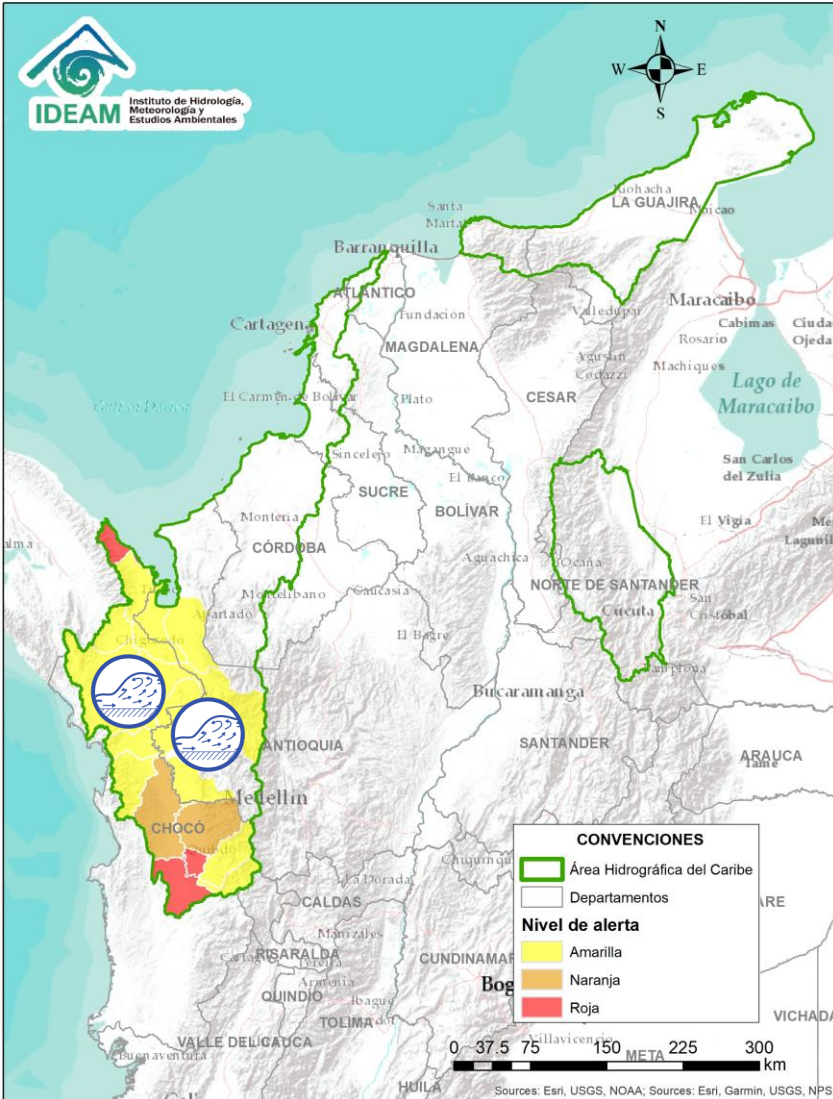 IDEAM
Instituto de Hidrología,
Meteorología y
Estudios Ambientales
N
W
E
S
Riohacha
LA GUAJIRA
Maicao
Santa
Marta
Barranquilla
ATLÁNTICO
Maracaibo
Cabimas
Ciudad
Ojeda
Cartagena
Fundación
Valledupar
Rosario
MAGDALENA
Agustín
Codazzi
Machiques
El Carmen de Bolívar
Plato
CESAR
Lago de
Maracaibo
Sincelejo
Magangué
SUCRE
El Banco
San Carlos
del Zulia
Montería
BOLÍVAR
El Vigía
CÓRDOBA
Aguachica
Ocaña
Montelíbano
Caucasia
NORTE DE SANTANDER
Apartadó
Cúcuta
San
Cristóbal
Chigorodó
El Bagre
Pamplona
Bucaramanga
ANTIOQUIA
SANTANDER
ARAUCA
Tame
Medellín
CHOCÓ
Quibdó
La Dorada
CALDAS
Manizales
RISARALDA
Pereira
Armenia
QUINDÍO
Ibagué
TOLIMA
VALLE DEL CAUCA
Buenaventura
HUILA
Villavicencio
META
VICHADA
CONVENCIONES
Área Hidrográfica del Caribe
Departamentos
Nivel de alerta
Amarilla
Naranja
Roja
0 37.5 75 150 225 300
km
Sources: Esri, USGS, NOAA; Sources: Esri, Garmin, USGS, NPS